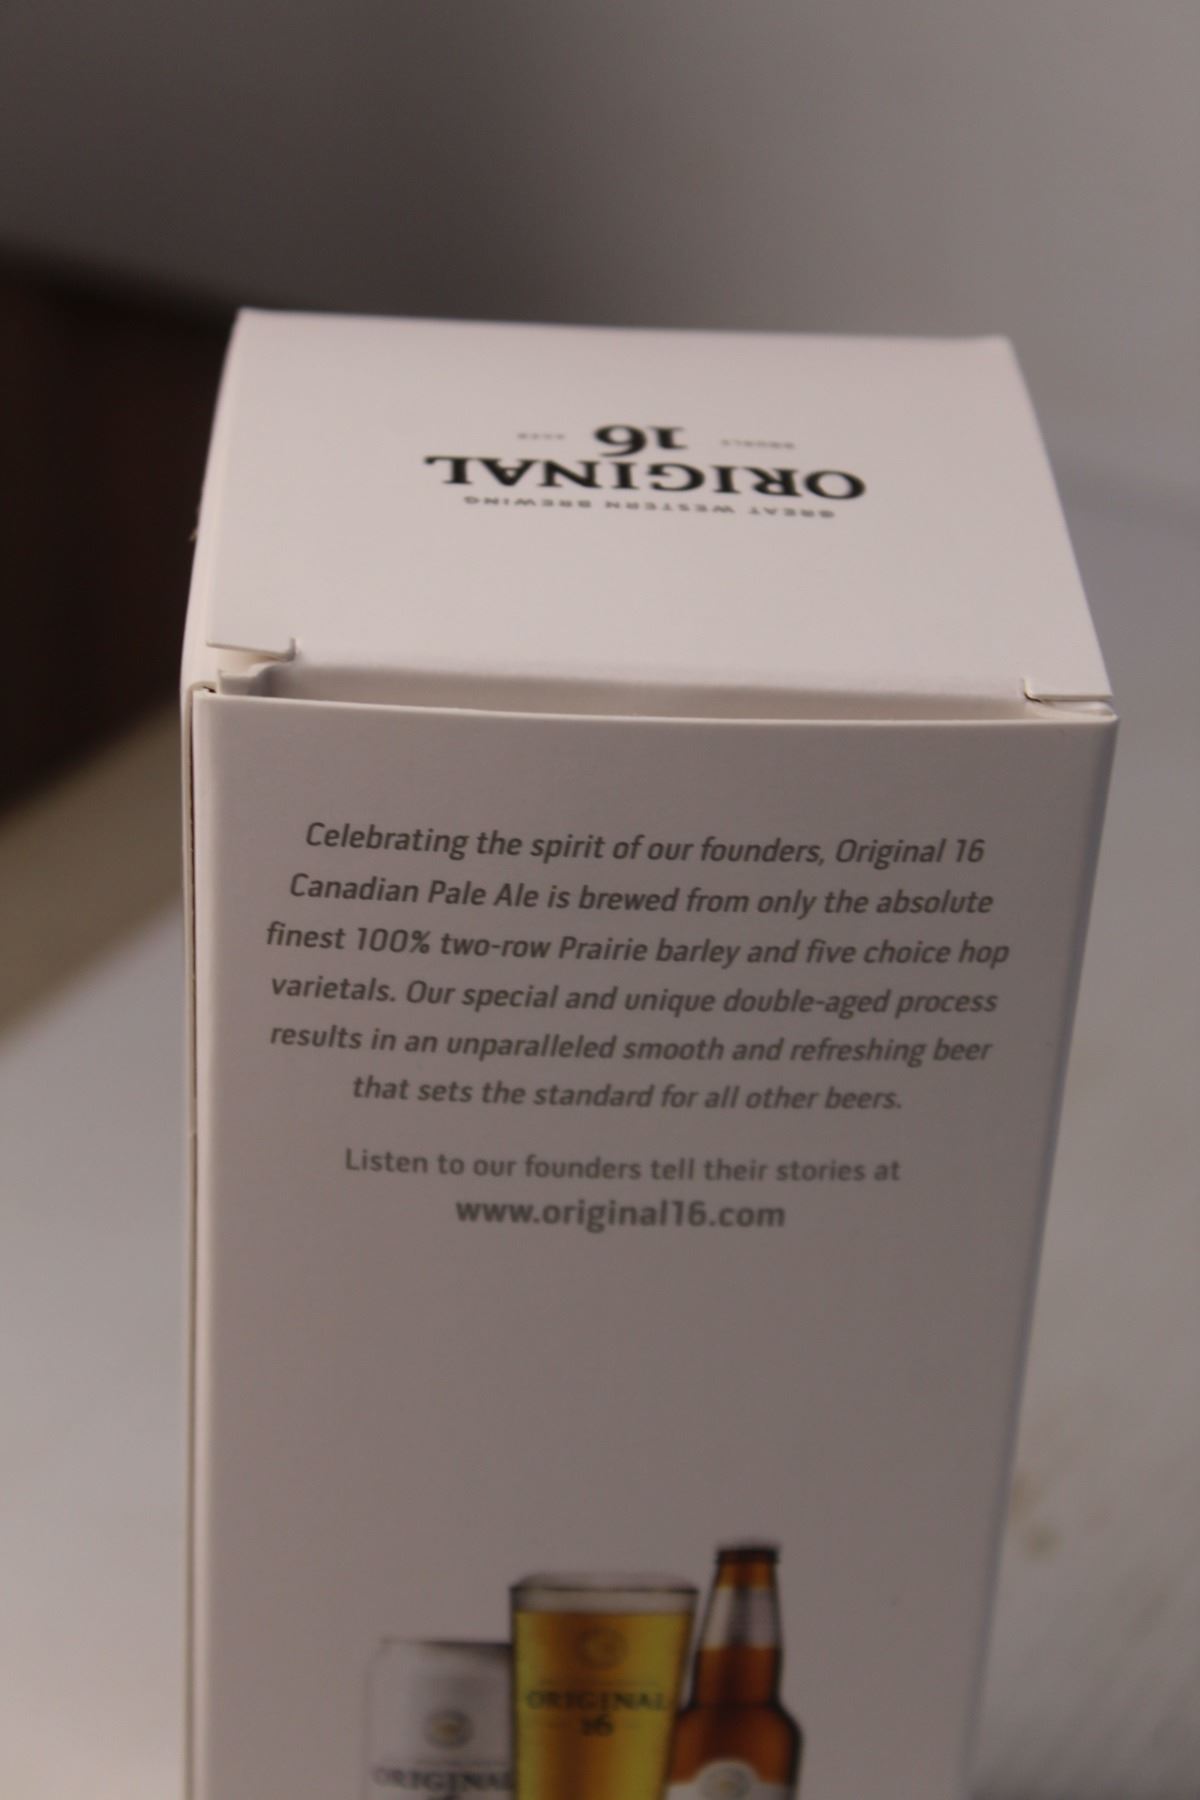 GREAT WESTERN BREWING
ORIGINAL
DOUBLY 16 AGED
Celebrating the spirit of our founders, Original 16
Canadian Pale Ale is brewed from only the absolute
finest 100% two-row Prairie barley and five choice hop
varietals. Our special and unique double-aged process
results in an unparalleled smooth and refreshing beer
that sets the standard for all other beers.
Listen to our founders tell their stories at
www.original16.com
ORIGINAL
16
ORIGINAL